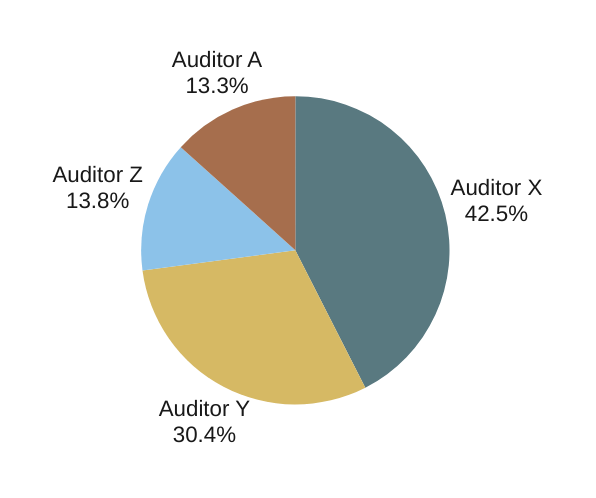 Auditor A
13.3%
Auditor X
42.5%
Auditor Z
13.8%
Auditor Y
30.4%